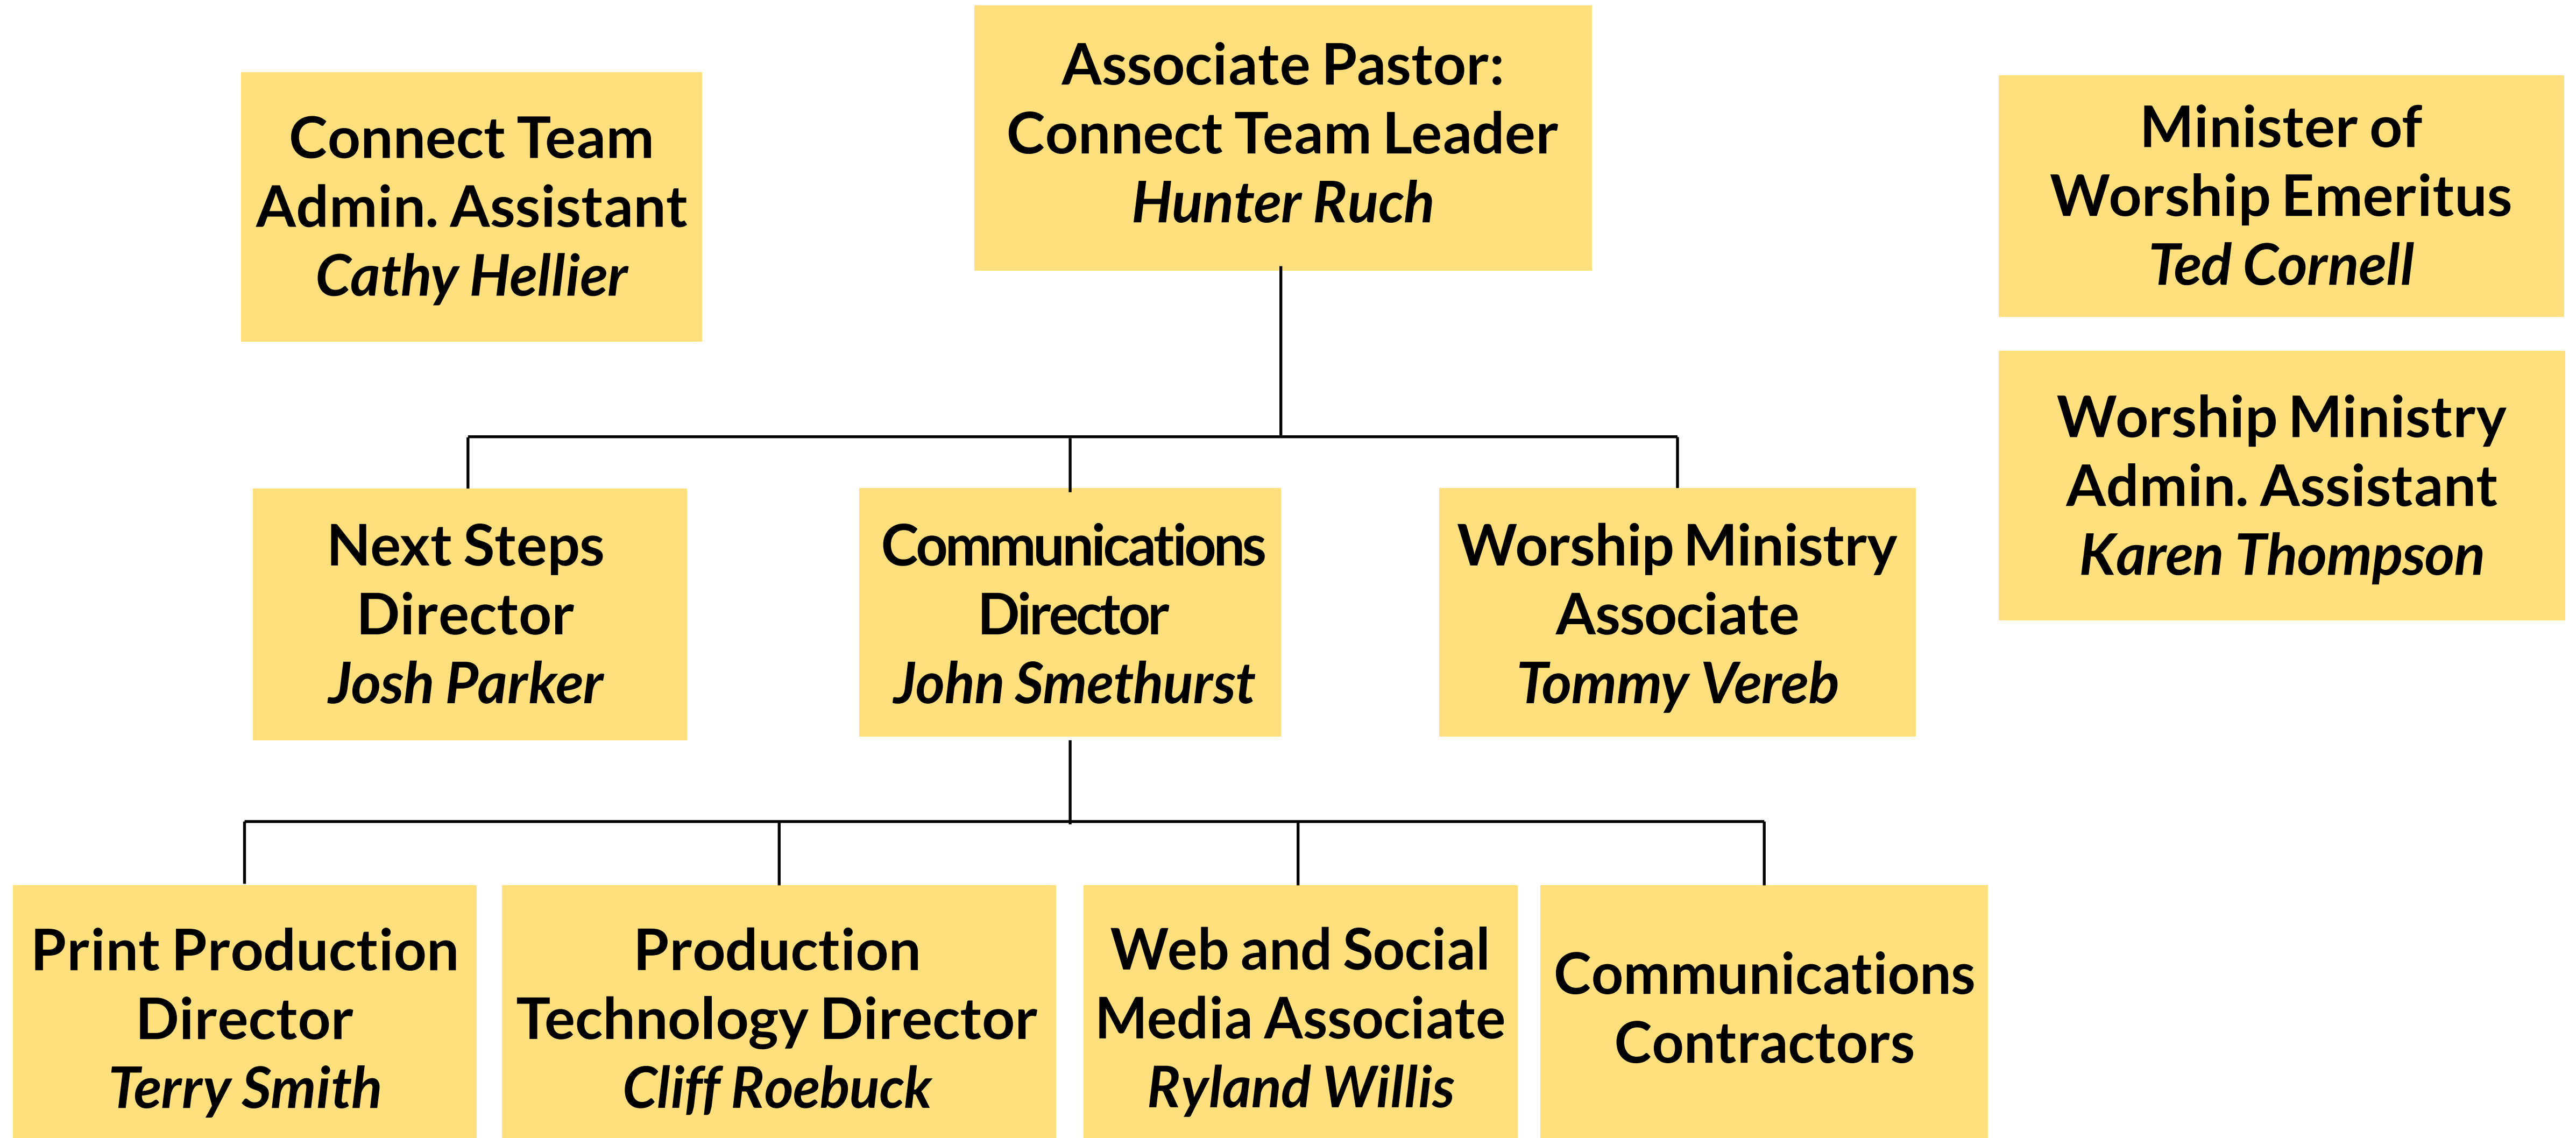 Associate Pastor:
Connect Team Leader
Hunter Ruch
Connect Team
Admin. Assistant
Cathy Hellier
Minister of
Worship Emeritus
Ted Cornell
Worship Ministry
Admin. Assistant
Karen Thompson
Next Steps
Director
Josh Parker
Communications
Director
John Smethurst
Worship Ministry
Associate
Tommy Vereb
Print Production
Director
Terry Smith
Production
Technology Director
Cliff Roebuck
Web and Social
Media Associate
Ryland Willis
Communications
Contractors